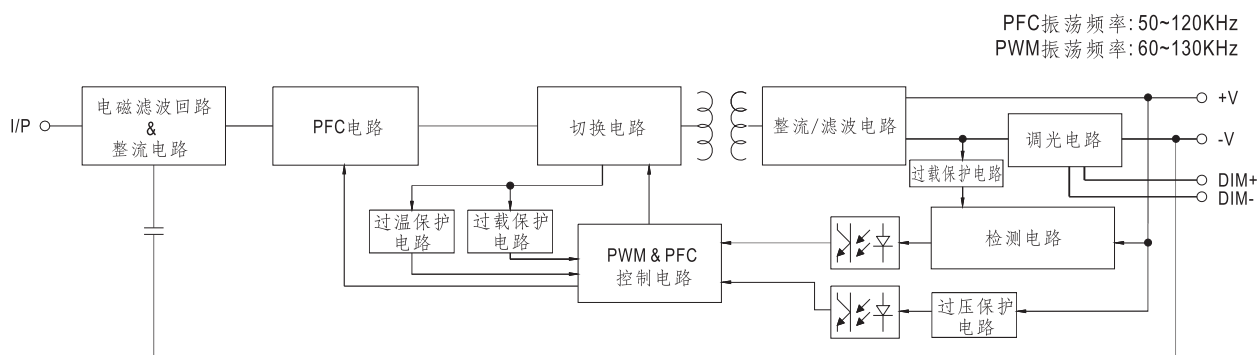 PFC振荡频率: 50~120KHz
PWM振荡频率: 60~130KHz
I/P
电磁滤波回路
&
整流电路
PFC电路
切换电路
整流/滤波电路
调光电路
+V
-V
DIM+
DIM-
过载保护电路
过温保护
电路
过载保护
电路
PWM & PFC
控制电路
检测电路
过压保护
电路